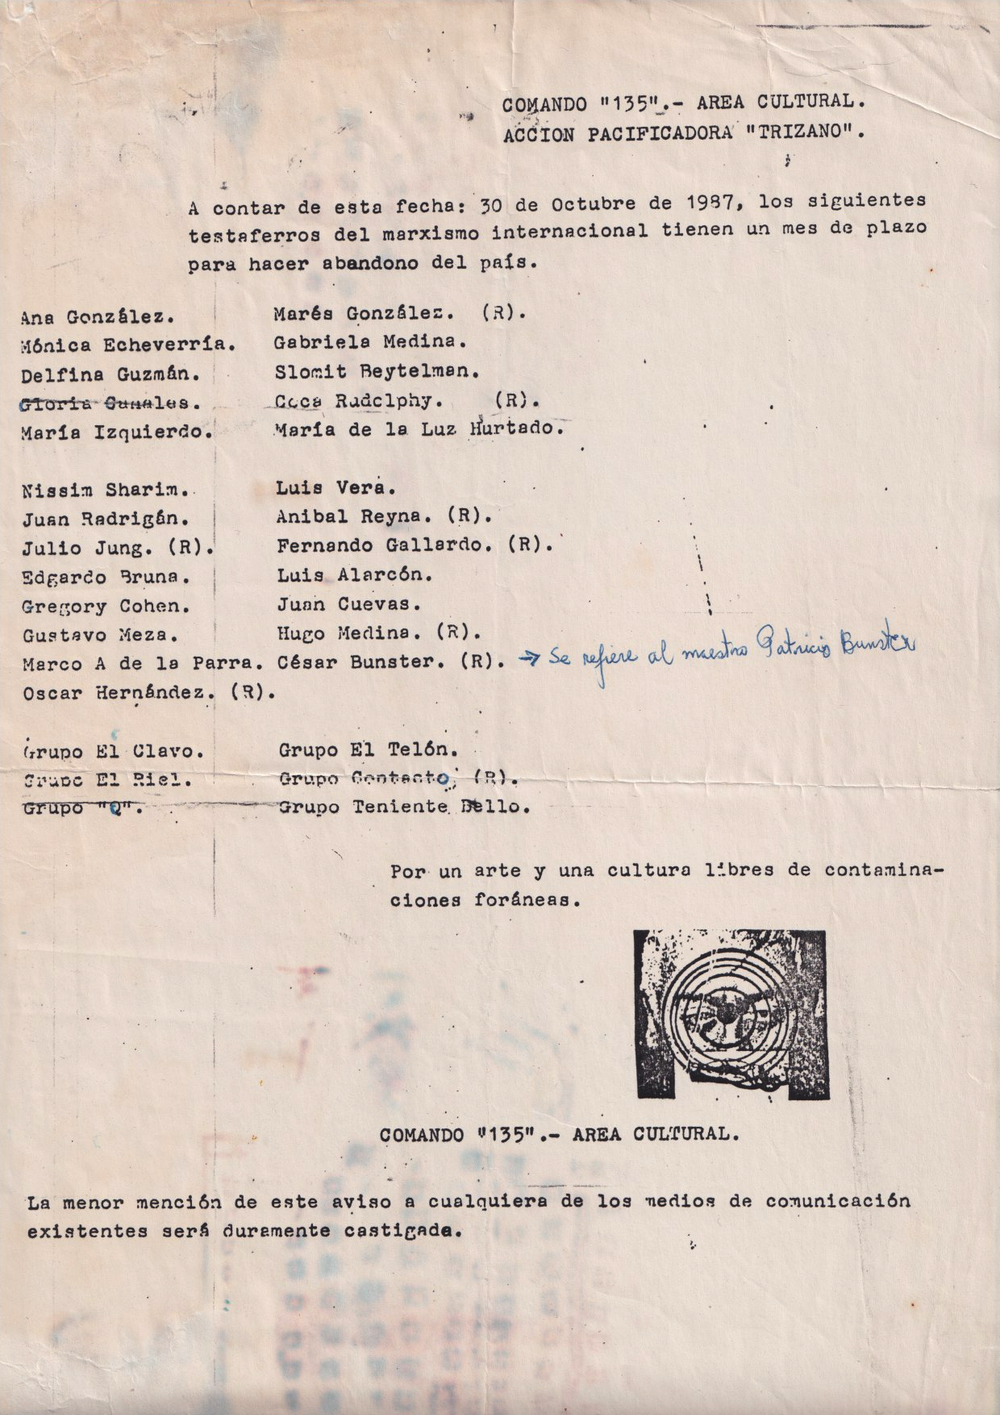 COMANDO "135".- AREA CULTURAL.
ACCION PACIFICADORA "TRIZANO".
A contar de esta fecha: 30 de Octubre de 1987, los siguientes
testaferros del marxismo internacional tienen un mes de plazo
para hacer abandono del país.
Ana González. Marés González. (R).
Mónica Echeverría. Gabriela Medina.
Delfina Guzmán. Slomit Beytelman.
Gloria Canales. Coca Rudolphy. (R).
María Izquierdo. María de la Luz Hurtado.
Nissim Sharim. Luis Vera.
Juan Radrigán. Anibal Reyna. (R).
Julio Jung. (R). Fernando Gallardo. (R).
Edgardo Bruna. Luis Alarcón.
Gregory Cohen. Juan Cuevas.
Gustavo Meza. Hugo Medina. (R).
Marco A de la Parra. César Bunster. (R). → Se refiere al maestro Patricio Bunster
Oscar Hernández. (R).
Grupo El Clavo. Grupo El Telón.
Grupo El Riel. Grupo Contacto, (R).
Grupo "Q". Grupo Teniente Bello.
Por un arte y una cultura libres de contamina-
ciones foráneas.
COMANDO "135".- AREA CULTURAL.
La menor mención de este aviso a cualquiera de los medios de comunicación
existentes será duramente castigada.